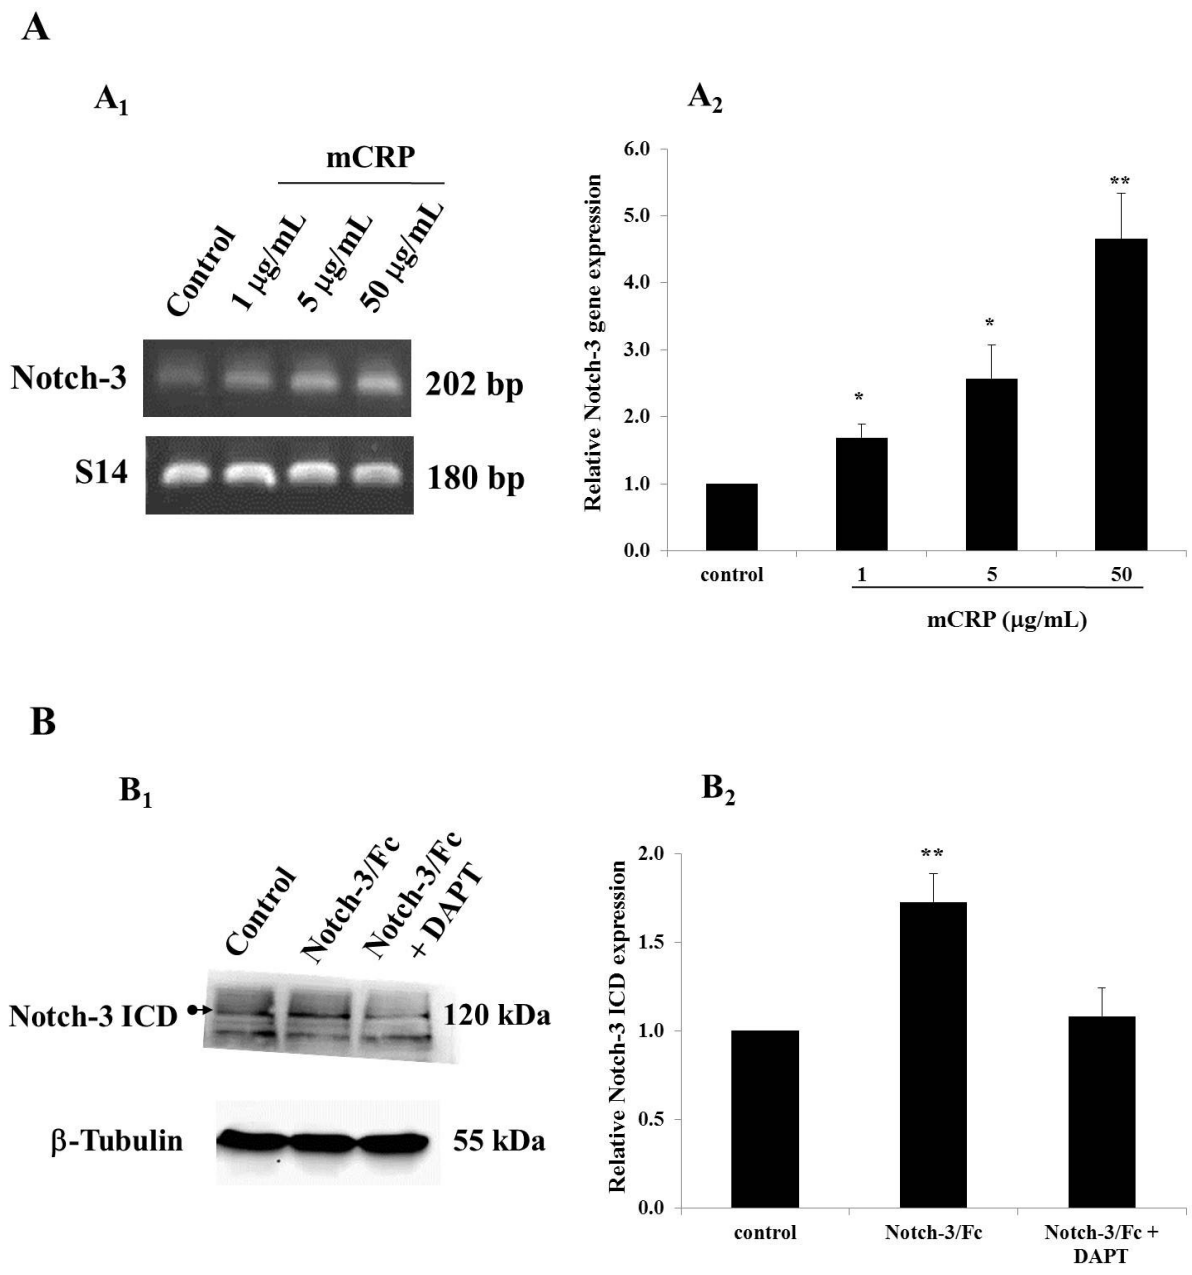 A
A1
mCRP
Control
1 μg/mL
5 μg/mL
50 μg/mL
Notch-3
202 bp
S14
180 bp
A2
Relative Notch-3 gene expression
6.0
5.0
4.0
3.0
2.0
1.0
0.0
*
*
**
control
1
5
50
mCRP (μg/mL)
B
B1
Control
Notch-3/Fc
Notch-3/Fc
+ DAPT
Notch-3 ICD
120 kDa
β-Tubulin
55 kDa
B2
Relative Notch-3 ICD expression
2.0
1.5
1.0
0.5
0.0
**
control
Notch-3/Fc
Notch-3/Fc +
DAPT